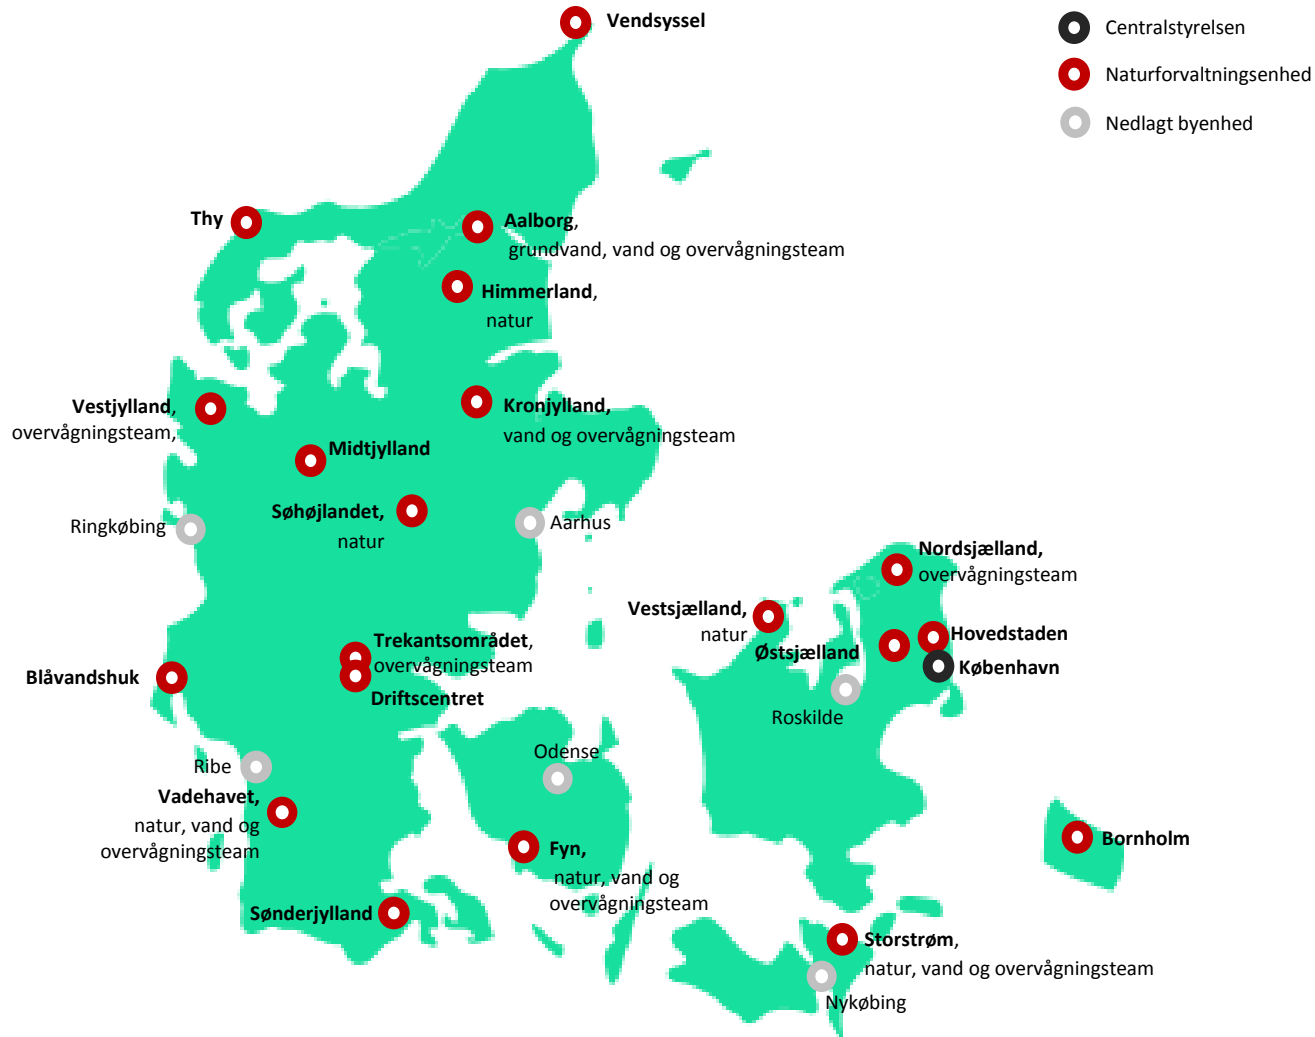 Vendsyssel
Centralstyrelsen
Naturforvaltningsenhed
Nedlagt byenhed
Thy
Aalborg,
grundvand, vand og overvågningsteam
Himmerland,
natur
Vestjylland,
overvågningsteam,
Kronjylland,
vand og overvågningsteam
Midtjylland
Søhøjlandet,
natur
Ringkøbing
Aarhus
Nordsjælland,
overvågningsteam
Vestsjælland,
natur
Østsjælland
Hovedstaden
København
Trekantsområdet,
overvågningsteam
Driftscentret
Blåvandshuk
Roskilde
Odense
Ribe
Vadehavet,
natur, vand og
overvågningsteam
Fyn,
natur, vand og
overvågningsteam
Bornholm
Sønderjylland
Storstrøm,
natur, vand og overvågningsteam
Nykøbing